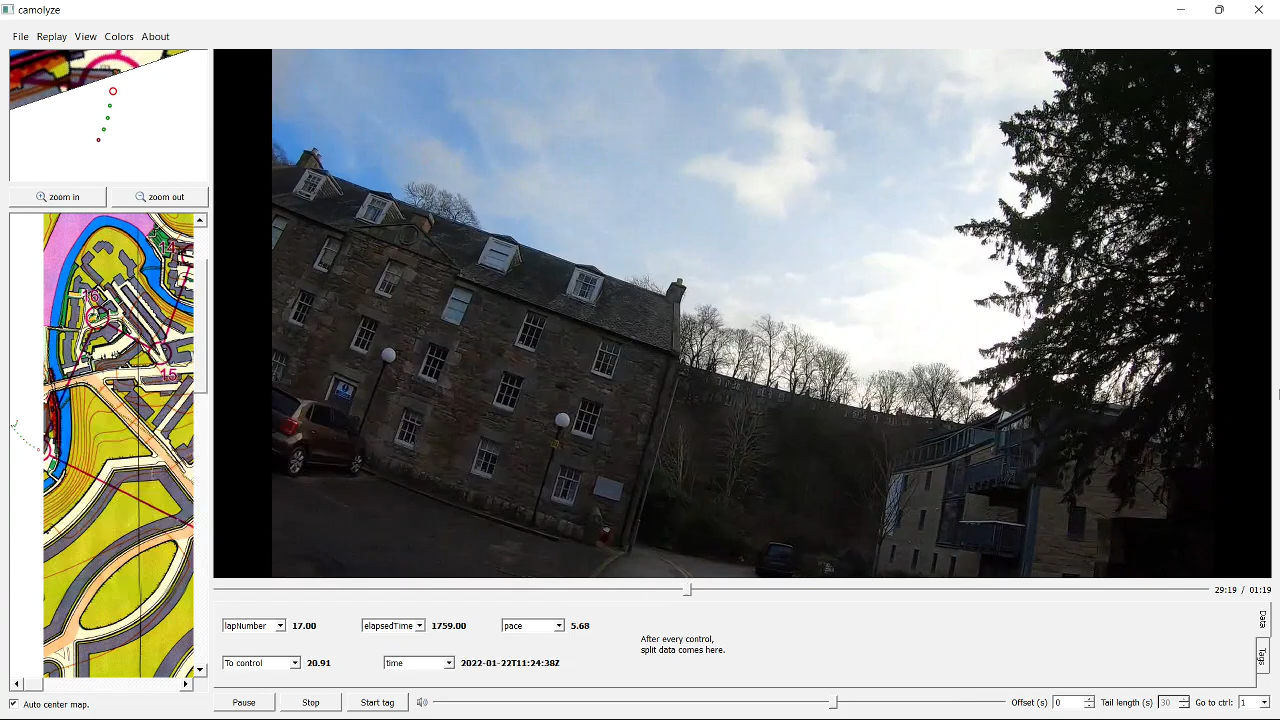 camolyze
File Replay View Colors About
zoom in zoom out
14
16
15
29:19 / 01:19
lapNumber 17.00 elapsedTime 1759.00 pace 5.68
After every control,
split data comes here.
To control 20.91 time 2022-01-22T11:24:38Z
Data
Tags
Auto center map.
Pause Stop Start tag Offset (s) 0 Tail length (s) 30 Go to ctrl: 1